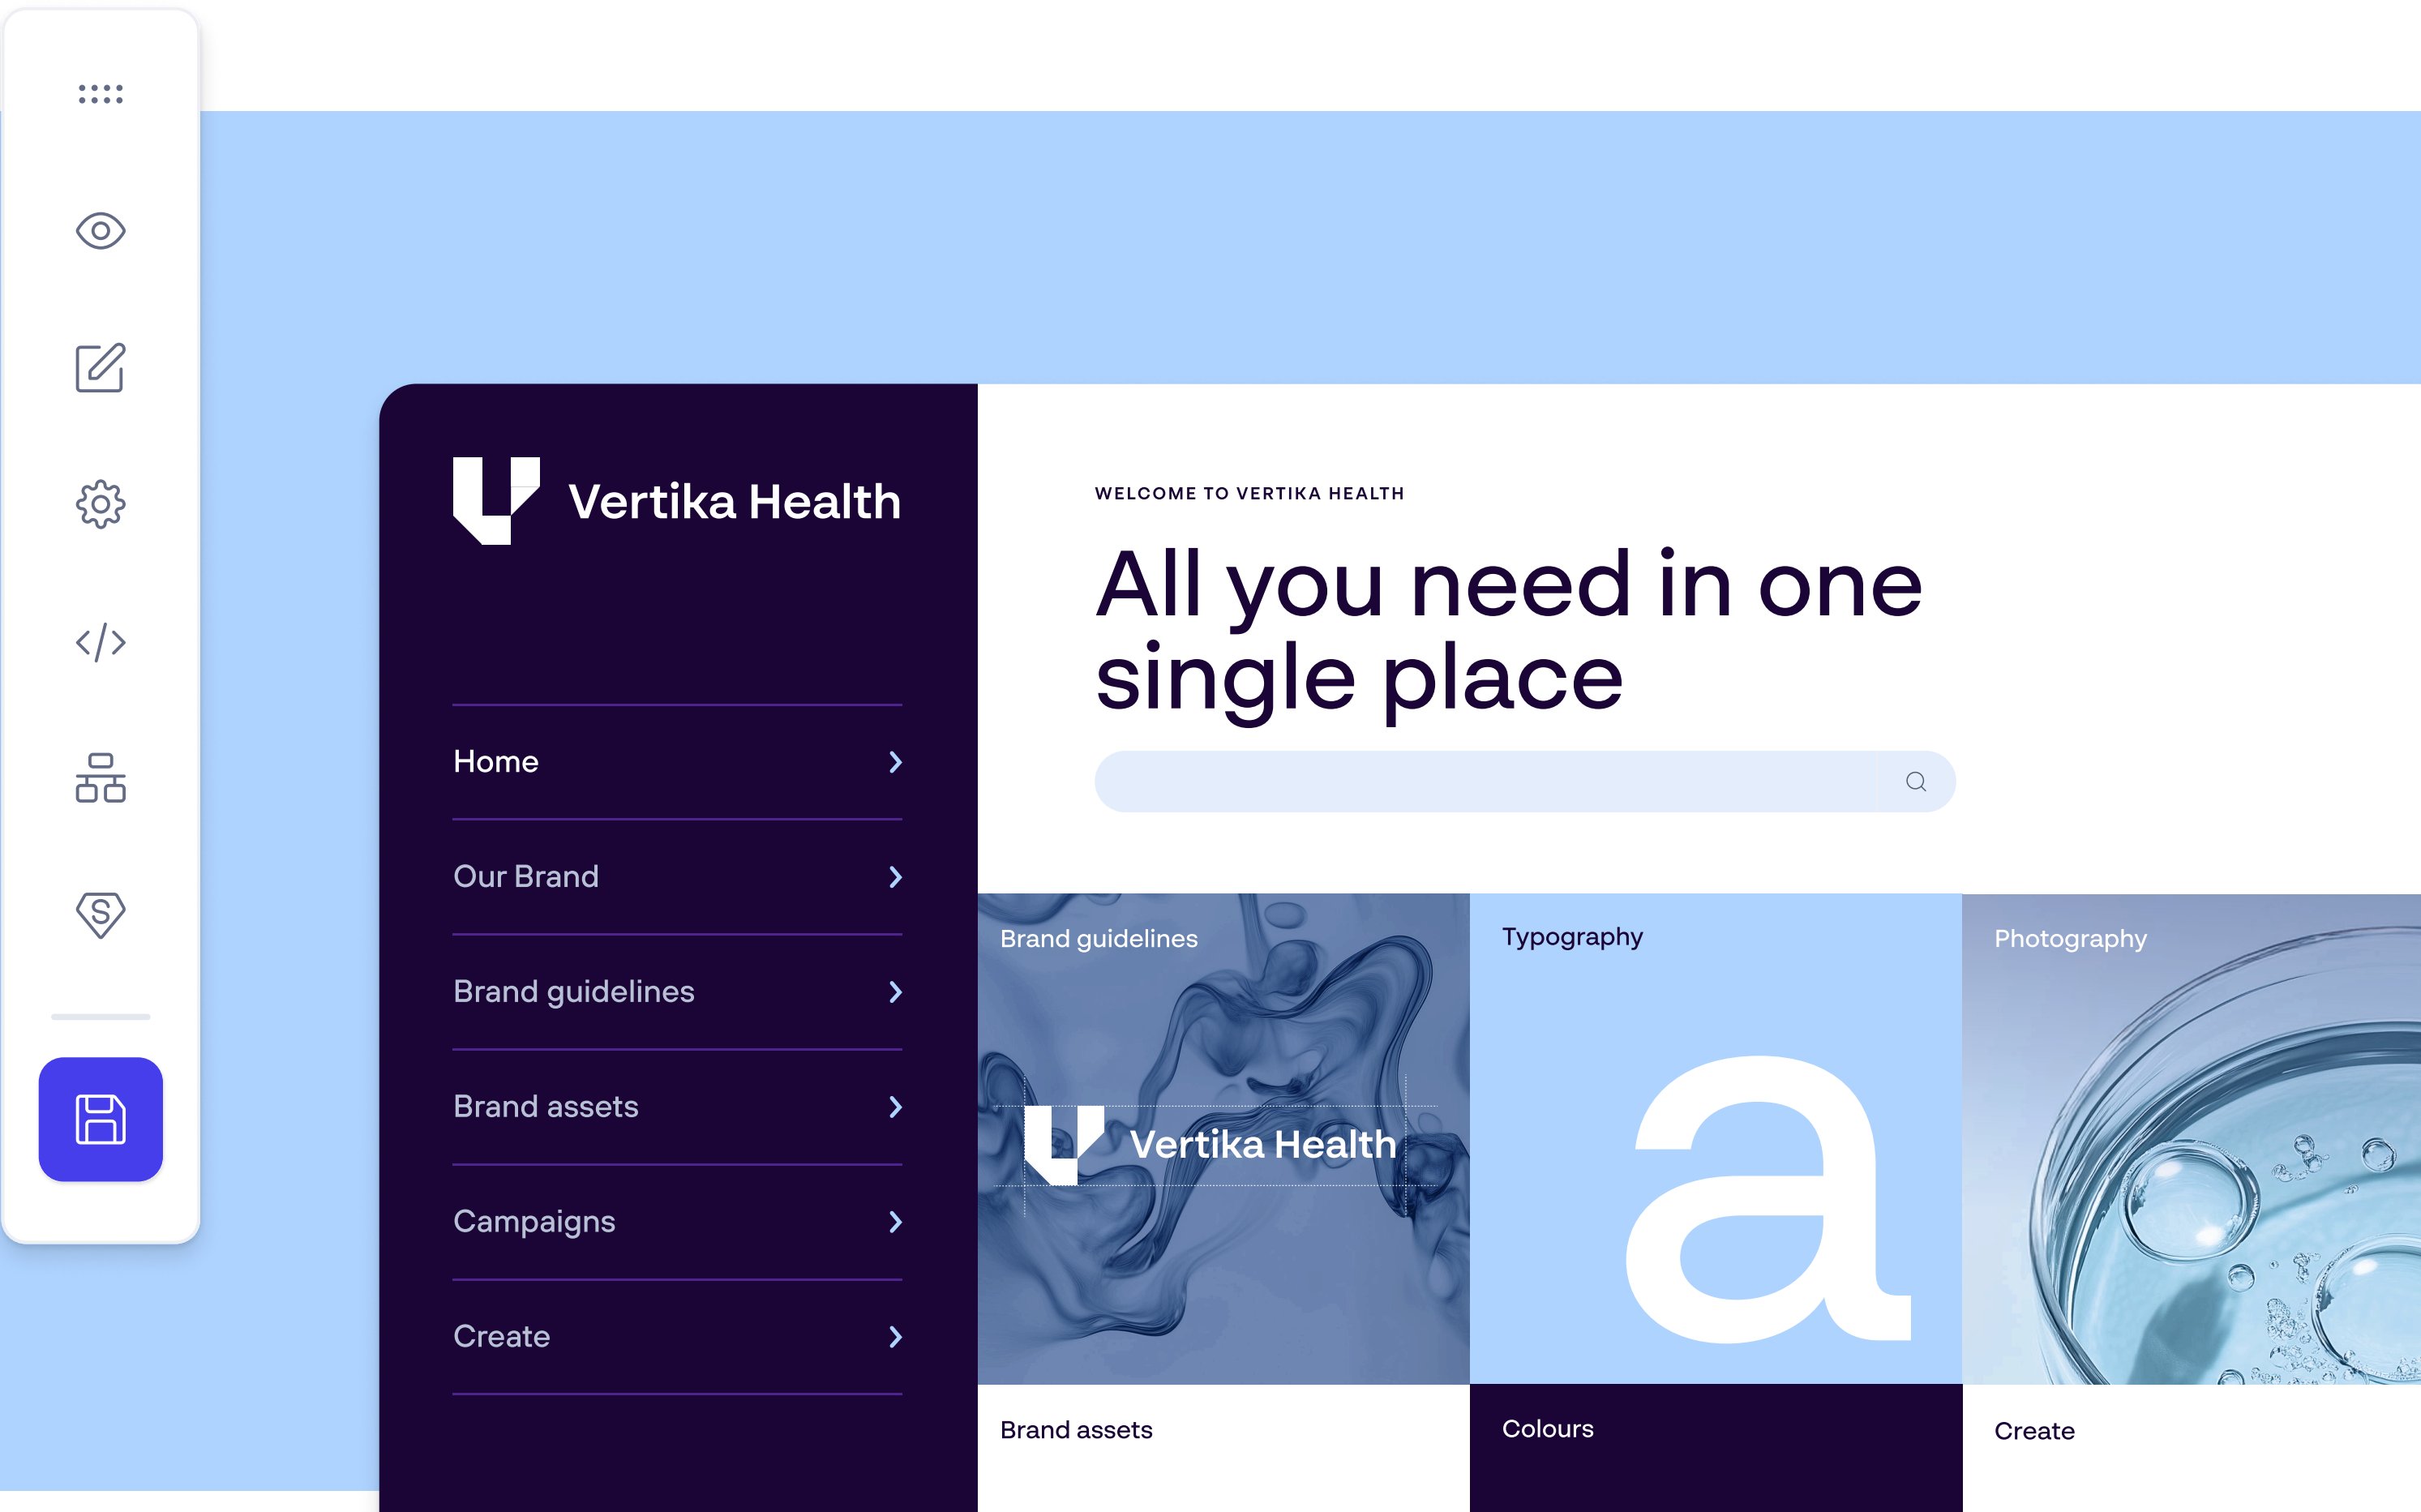 Vertika Health
Home
Our Brand
Brand guidelines
Brand assets
Campaigns
Create
WELCOME TO VERTIKA HEALTH
All you need in one
single place
Brand guidelines
Vertika Health
Typography
a
Photography
Brand assets
Colours
Create